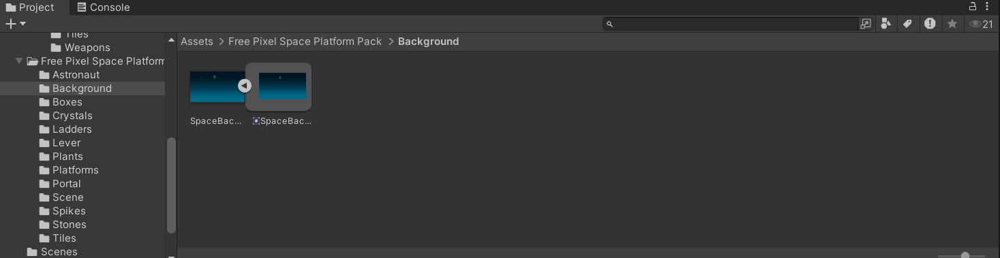 Project
Console
21
Tiles
Weapons
Free Pixel Space Platform
Astronaut
Background
Boxes
Crystals
Ladders
Lever
Plants
Platforms
Portal
Scene
Spikes
Stones
Tiles
Scenes
Assets > Free Pixel Space Platform Pack > Background
SpaceBac...
SpaceBac...